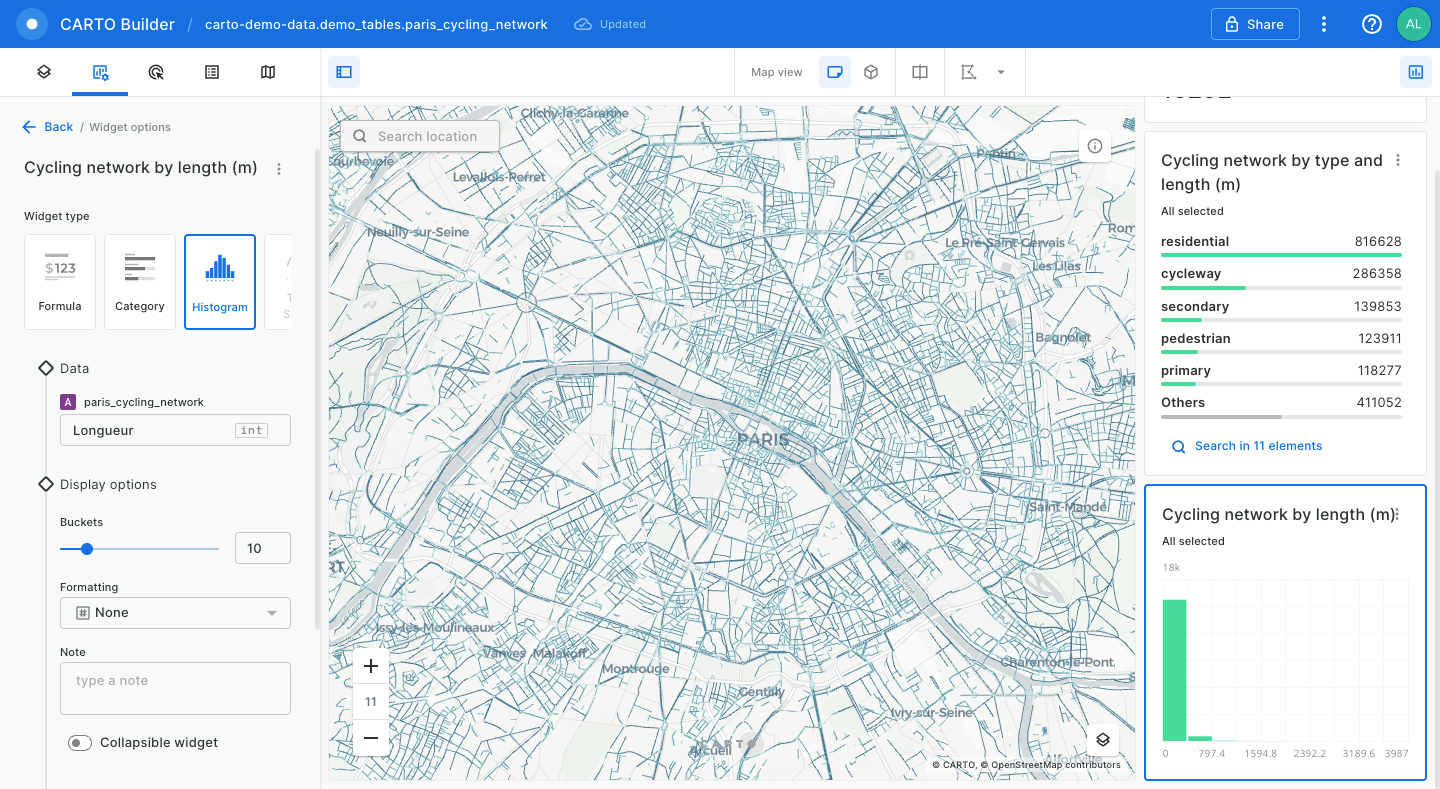 CARTO Builder / carto-demo-data.demo_tables.paris_cycling_network Updated Share AL
Map view
Back / Widget options
Cycling network by length (m)
Widget type
$123
Formula
Category
Histogram
Data
A paris_cycling_network
Longueur int
Display options
Buckets
10
Formatting
None
Note
type a note
Collapsible widget
Search location
Clichy-la-Garenne
Courbevoie
Levallois-Perret
Pantin
Neuilly-sur-Seine
Le Pré-Saint-Gervais
Rom
Les Lilas
Bagnolet
M
PARIS
Saint-Mandé
RT
Issy-les-Moulineaux
Vanves Malakoff
Montrouge
Charenton-le-Pont
Gentilly
Ivry-sur-Seine
Arcueil
CARTO
Alfortville
11
© CARTO, © OpenStreetMap contributors
Cycling network by type and
length (m)
All selected
residential 816628
cycleway 286358
secondary 139853
pedestrian 123911
primary 118277
Others 411052
Search in 11 elements
Cycling network by length (m)
All selected
18k
0 797.4 1594.8 2392.2 3189.6 3987